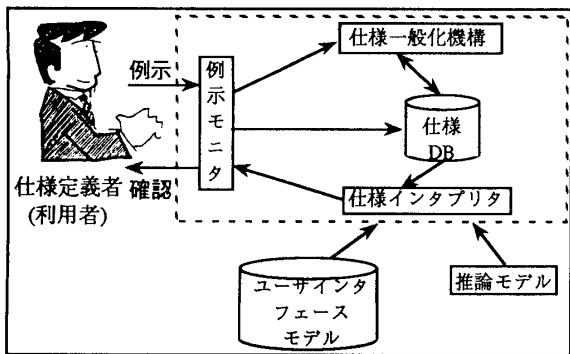 仕様一般化機構
例示
例示モニタ
仕様
DB
確認
仕様定義者
(利用者)
仕様インタプリタ
ユーザインタ
フェース
モデル
推論モデル